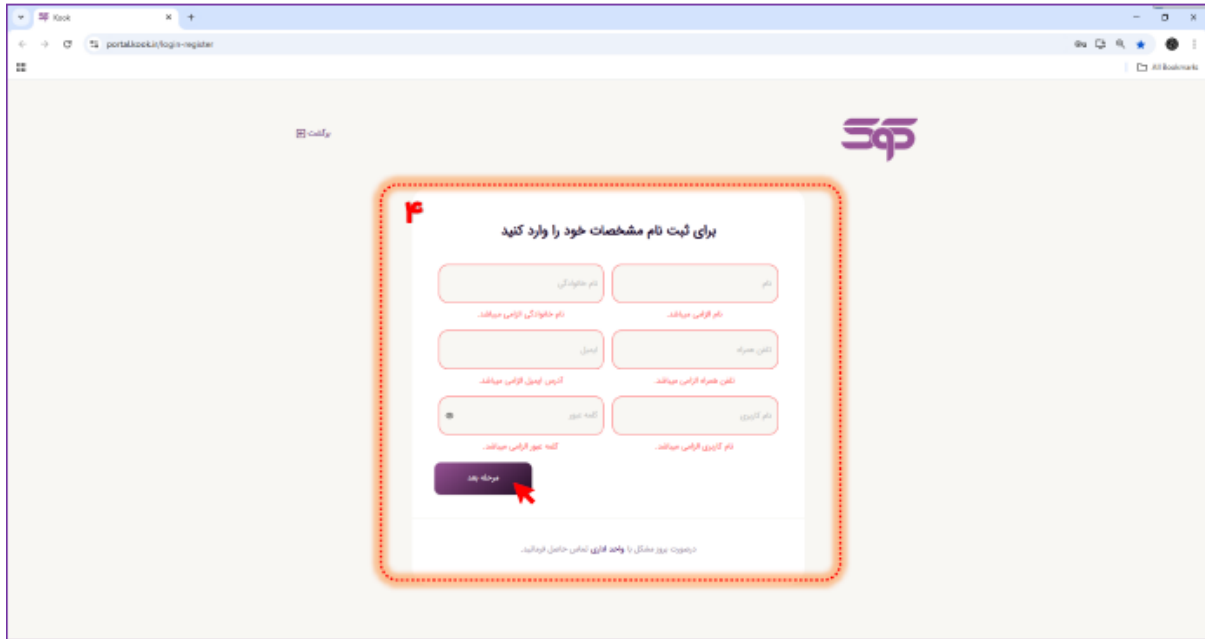 Kook
portal.kook.ir/login-register
All Bookmarks
کوک
برگشت
۴
برای ثبت نام مشخصات خود را وارد کنید
نام
نام خانوادگی
نام الزامی میباشد.
نام خانوادگی الزامی میباشد.
تلفن همراه
ایمیل
تلفن همراه الزامی میباشد.
آدرس ایمیل الزامی میباشد.
نام کاربری
کلمه عبور
نام کاربری الزامی میباشد.
کلمه عبور الزامی میباشد.
مرحله بعد
درصورت بروز مشکل با واحد اداری تماس حاصل فرمائید.